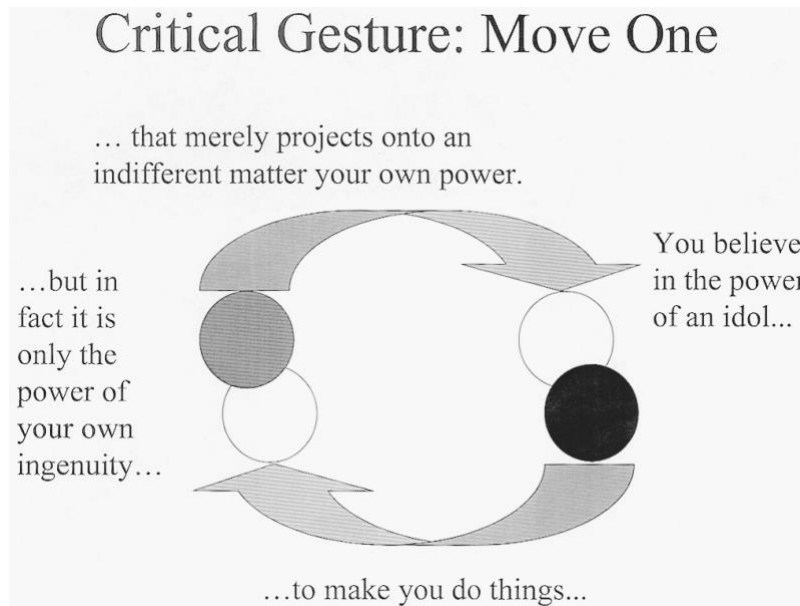 Critical Gesture: Move One
… that merely projects onto an
indifferent matter your own power.
You believe
in the power
of an idol...
…but in
fact it is
only the
power of
your own
ingenuity…
…to make you do things...